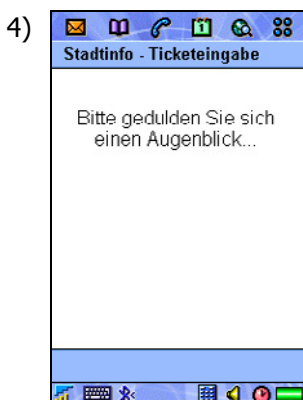 4)
Stadtinfo - Ticketeingabe
Bitte gedulden Sie sich
einen Augenblick...